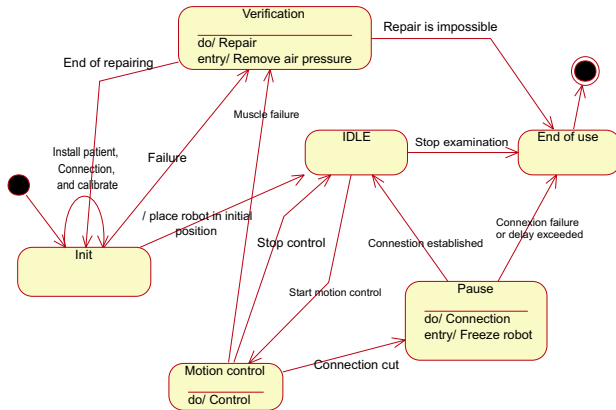 Verification
do/ Repair
entry/ Remove air pressure
Repair is impossible
End of repairing
Muscle failure
Install patient,
Connection,
and calibrate
Failure
IDLE
Stop examination
End of use
/ place robot in initial
position
Init
Stop control
Connestion established
Connexion failure
or delay exceeded
Start motion control
Pause
do/ Connection
entry/ Freeze robot
Motion control
do/ Control
Connection cut